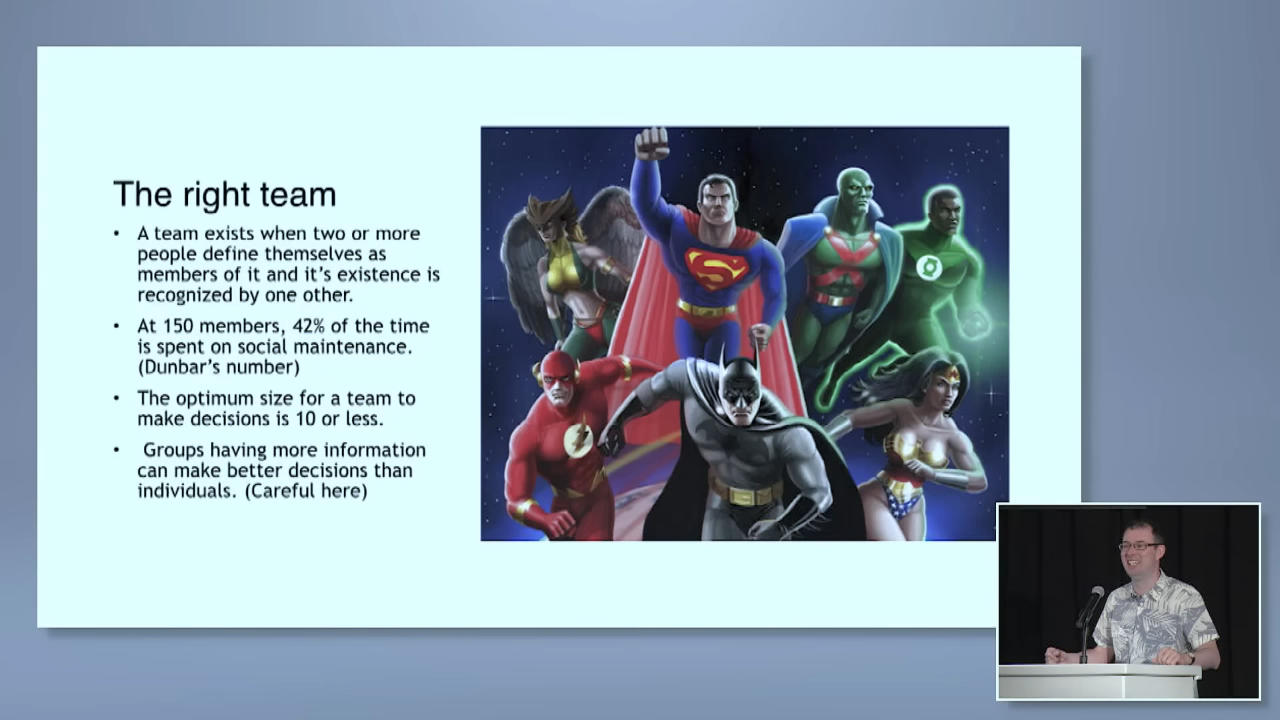 The right team
• A team exists when two or more
people define themselves as
members of it and it's existence is
recognized by one other.
• At 150 members, 42% of the time
is spent on social maintenance.
(Dunbar's number)
• The optimum size for a team to
make decisions is 10 or less.
• Groups having more information
can make better decisions than
individuals. (Careful here)